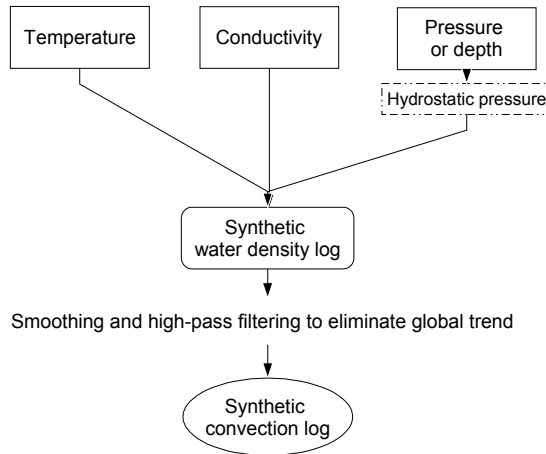 Temperature
Conductivity
Pressure
or depth
Hydrostatic pressure
Synthetic
water density log
Smoothing and high-pass filtering to eliminate global trend
Synthetic
convection log